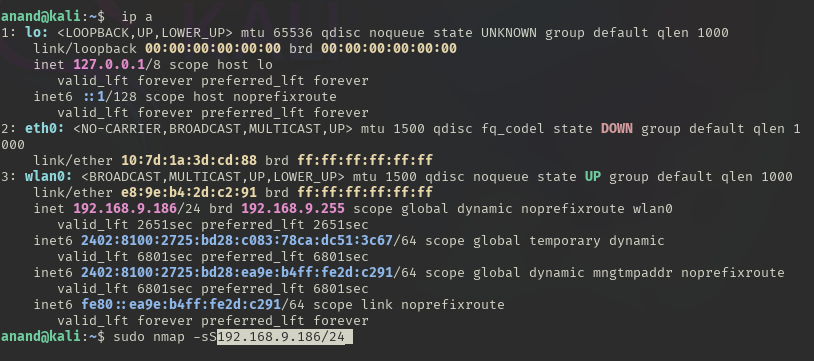 anand@kali:~$  ip a
1: lo: <LOOPBACK,UP,LOWER_UP> mtu 65536 qdisc noqueue state UNKNOWN group default qlen 1000
    link/loopback 00:00:00:00:00:00 brd 00:00:00:00:00:00
    inet 127.0.0.1/8 scope host lo
       valid_lft forever preferred_lft forever
    inet6 ::1/128 scope host noprefixroute
       valid_lft forever preferred_lft forever
2: eth0: <NO-CARRIER,BROADCAST,MULTICAST,UP> mtu 1500 qdisc fq_codel state DOWN group default qlen 1
000
    link/ether 10:7d:1a:3d:cd:88 brd ff:ff:ff:ff:ff:ff
3: wlan0: <BROADCAST,MULTICAST,UP,LOWER_UP> mtu 1500 qdisc noqueue state UP group default qlen 1000
    link/ether e8:9e:b4:2d:c2:91 brd ff:ff:ff:ff:ff:ff
    inet 192.168.9.186/24 brd 192.168.9.255 scope global dynamic noprefixroute wlan0
       valid_lft 2651sec preferred_lft 2651sec
    inet6 2402:8100:2725:bd28:c083:78ca:dc51:3c67/64 scope global temporary dynamic
       valid_lft 6801sec preferred_lft 6801sec
    inet6 2402:8100:2725:bd28:ea9e:b4ff:fe2d:c291/64 scope global dynamic mngtmpaddr noprefixroute
       valid_lft 6801sec preferred_lft 6801sec
    inet6 fe80::ea9e:b4ff:fe2d:c291/64 scope link noprefixroute
       valid_lft forever preferred_lft forever
anand@kali:~$ sudo nmap -sS192.168.9.186/24